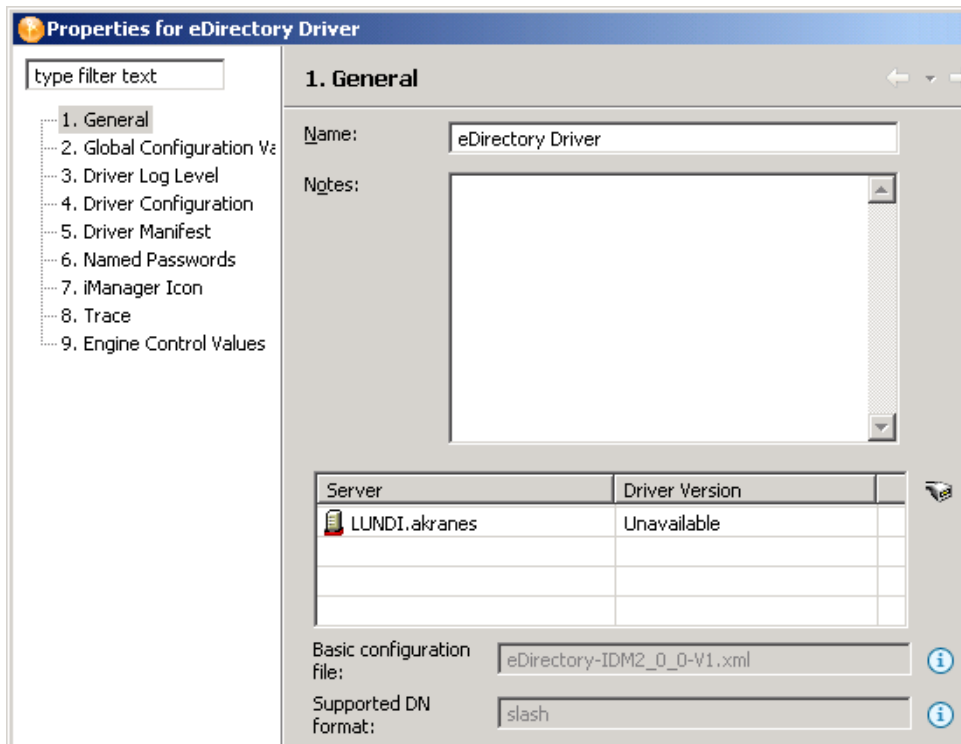 Properties for eDirectory Driver
type filter text
1. General
2. Global Configuration Va
3. Driver Log Level
4. Driver Configuration
5. Driver Manifest
6. Named Passwords
7. iManager Icon
8. Trace
9. Engine Control Values
1. General
Name:
eDirectory Driver
Notes:
Server
Driver Version
LUNDI.akranes
Unavailable
Basic configuration
file:
eDirectory-IDM2_0_0-V1.xml
Supported DN
format:
slash